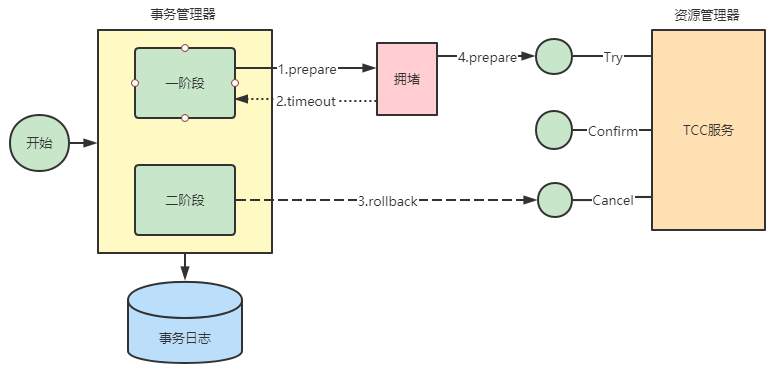 事务管理器
资源管理器
一阶段
1.prepare
2.timeout
拥堵
4.prepare
Try
开始
Confirm
TCC服务
二阶段
3.rollback
Cancel
事务日志